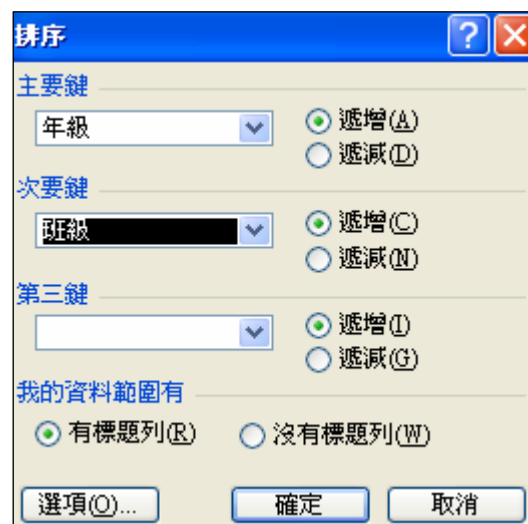 排序
主要鍵
年級
遞增(A)
遞減(D)
次要鍵
班級
遞增(C)
遞減(N)
第三鍵
遞增(I)
遞減(G)
我的資料範圍有
有標題列(R)
沒有標題列(W)
選項(O)...
確定
取消